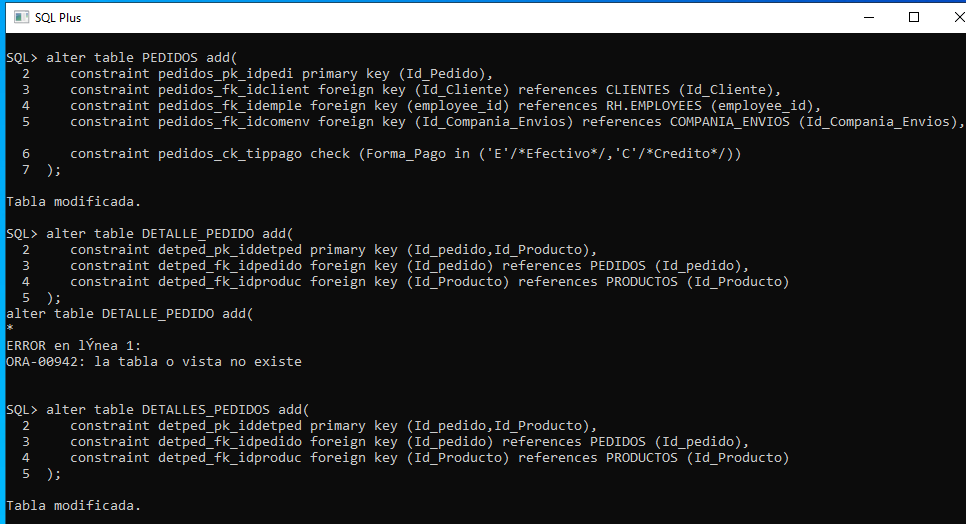 SQL Plus
SQL> alter table PEDIDOS add(
2 constraint pedidos_pk_idpedi primary key (Id_Pedido),
3 constraint pedidos_fk_idclient foreign key (Id_Cliente) references CLIENTES (Id_Cliente),
4 constraint pedidos_fk_idemple foreign key (employee_id) references RH.EMPLOYEES (employee_id),
5 constraint pedidos_fk_idcomenv foreign key (Id_Compania_Envios) references COMPANIA_ENVIOS (Id_Compania_Envios),
6 constraint pedidos_ck_tippago check (Forma_Pago in ('E'/*Efectivo*/,'C'/*Credito*/))
7 );
Tabla modificada.
SQL> alter table DETALLE_PEDIDO add(
2 constraint detped_pk_iddetped primary key (Id_pedido,Id_Producto),
3 constraint detped_fk_idpedido foreign key (Id_pedido) references PEDIDOS (Id_pedido),
4 constraint detped_fk_idproduc foreign key (Id_Producto) references PRODUCTOS (Id_Producto)
5 );
alter table DETALLE_PEDIDO add(
*
ERROR en lÝnea 1:
ORA-00942: la tabla o vista no existe
SQL> alter table DETALLES_PEDIDOS add(
2 constraint detped_pk_iddetped primary key (Id_pedido,Id_Producto),
3 constraint detped_fk_idpedido foreign key (Id_pedido) references PEDIDOS (Id_pedido),
4 constraint detped_fk_idproduc foreign key (Id_Producto) references PRODUCTOS (Id_Producto)
5 );
Tabla modificada.